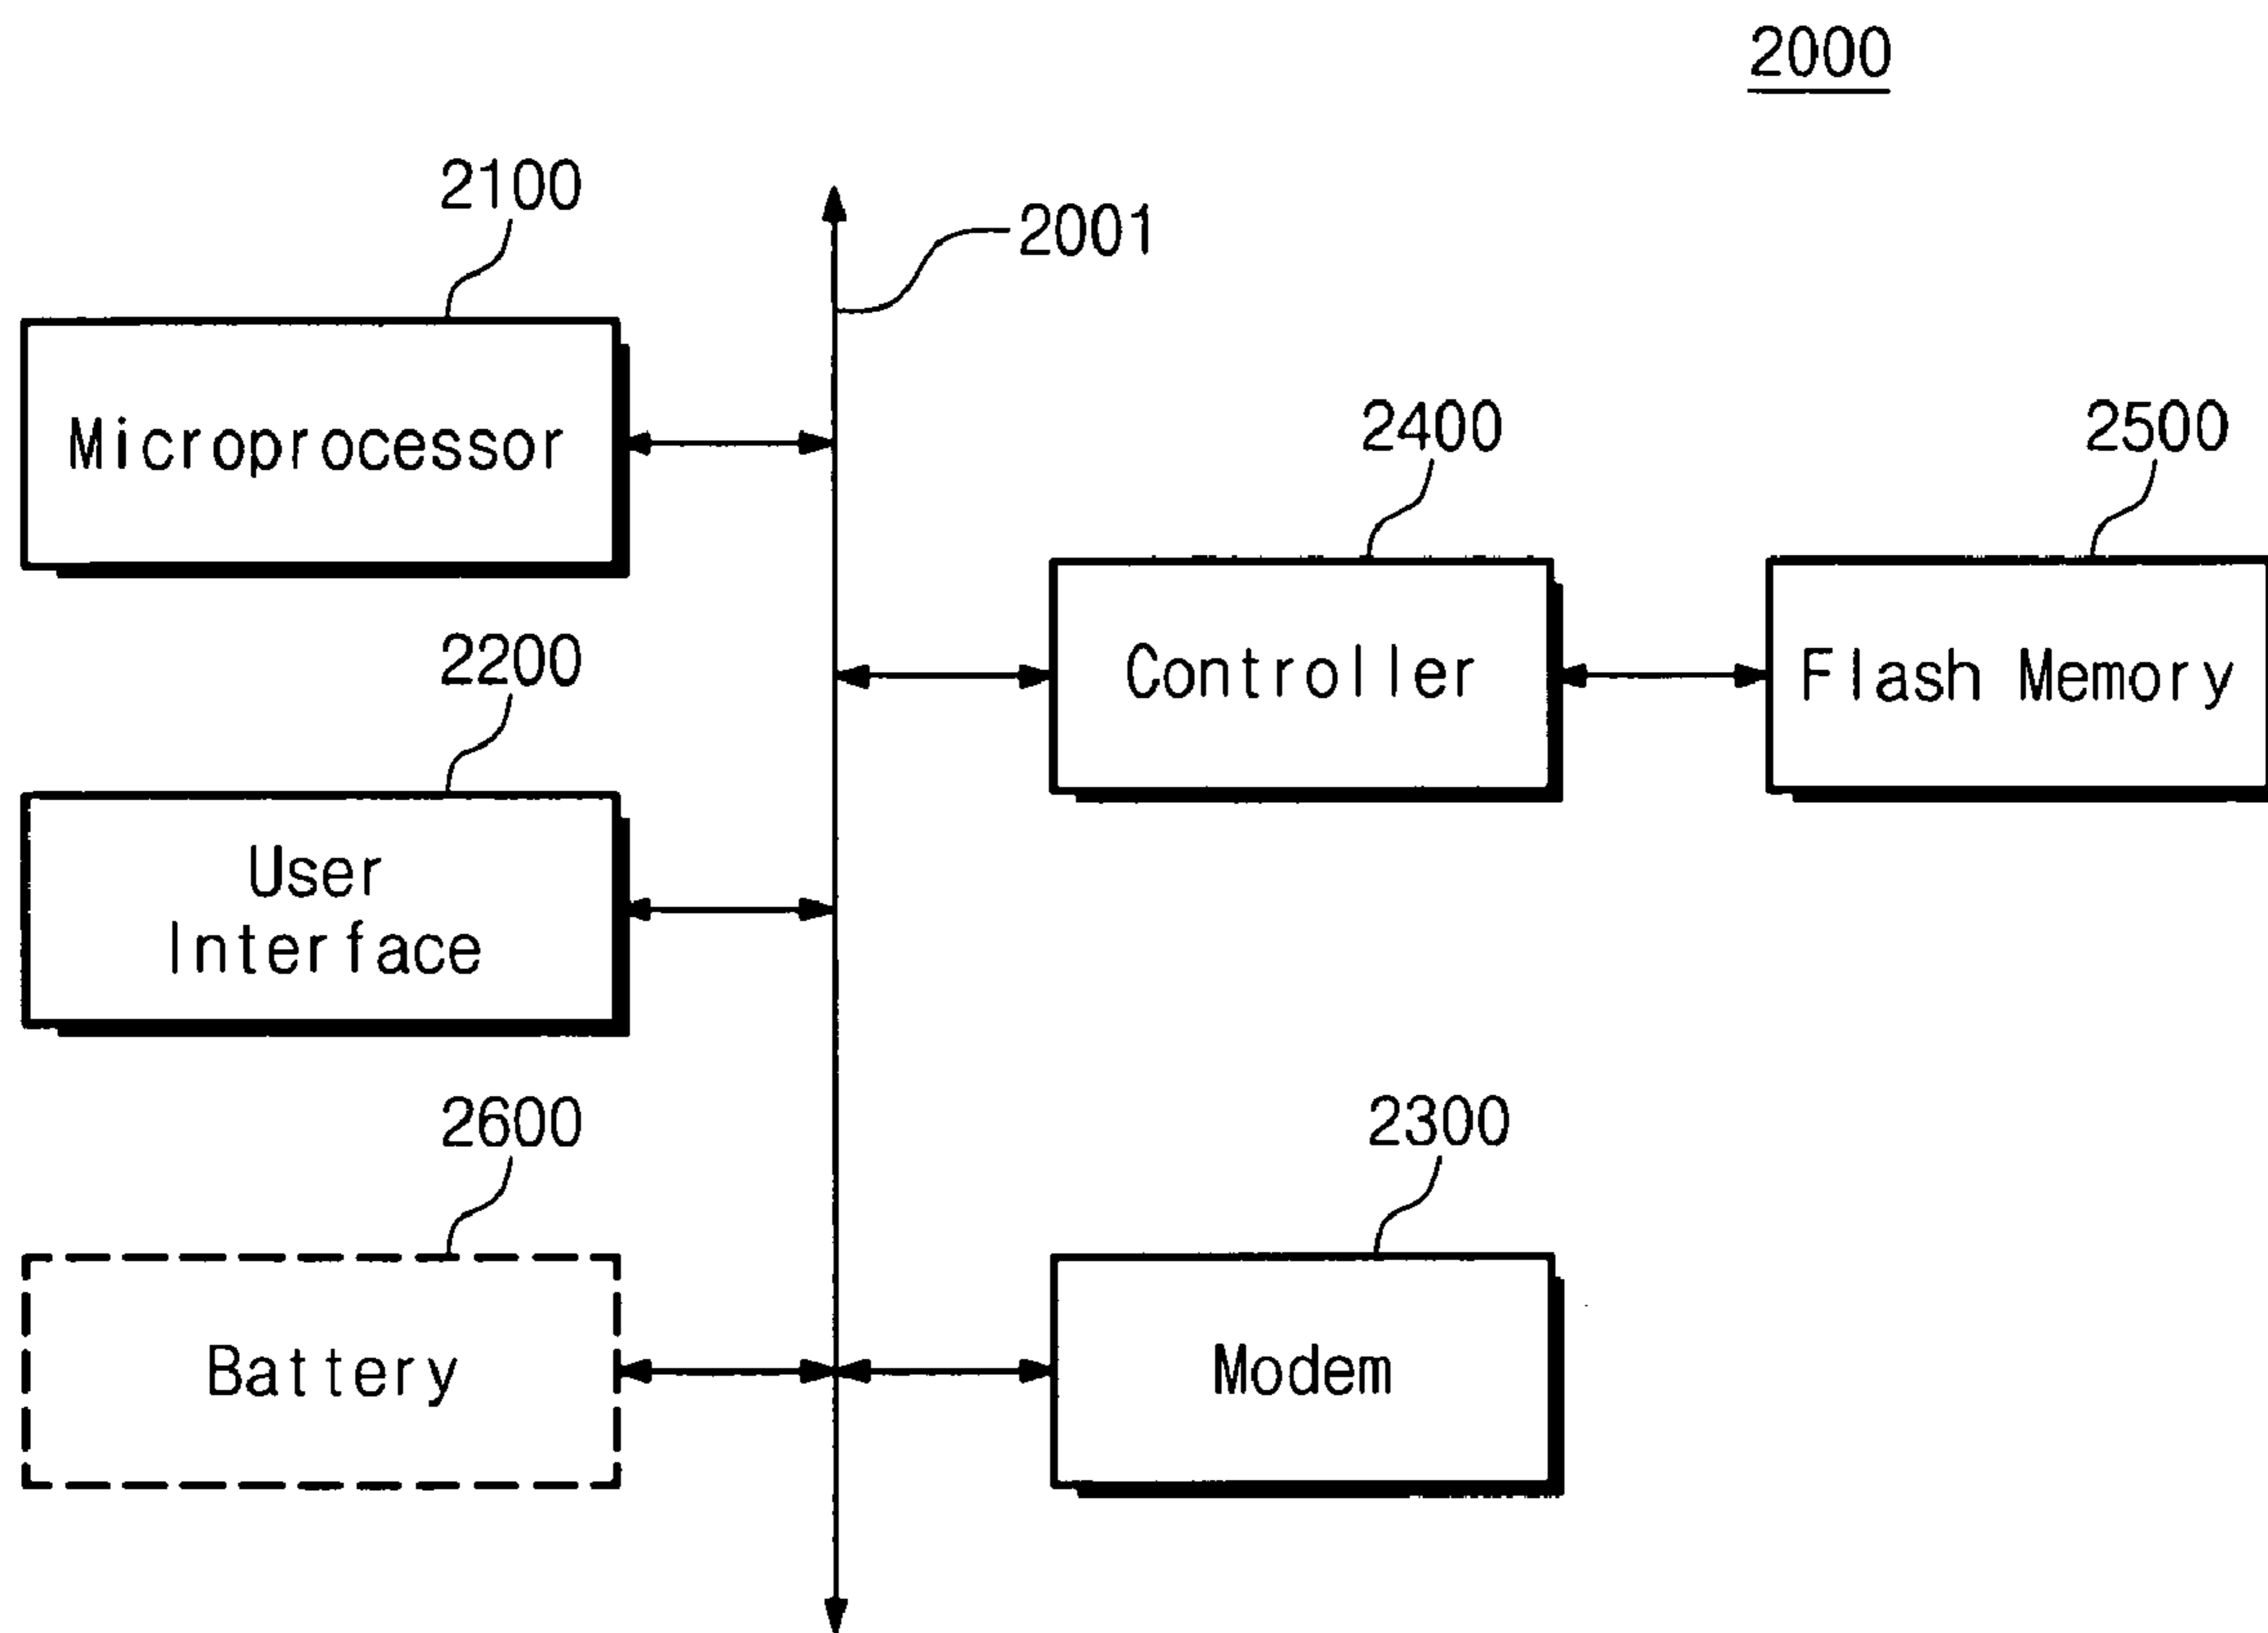 2000
2100
2001
Microprocessor
2400
2500
Controller
Flash Memory
2200
User
Interface
2600
2300
Battery
Modem